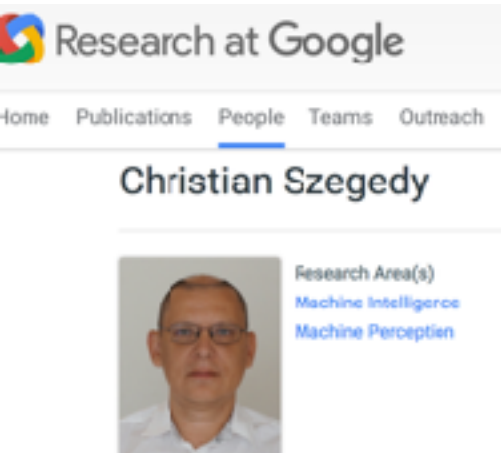 Research at Google
Home Publications People Teams Outreach
Christian Szegedy
Research Area(s)
Machine Intelligence
Machine Perception